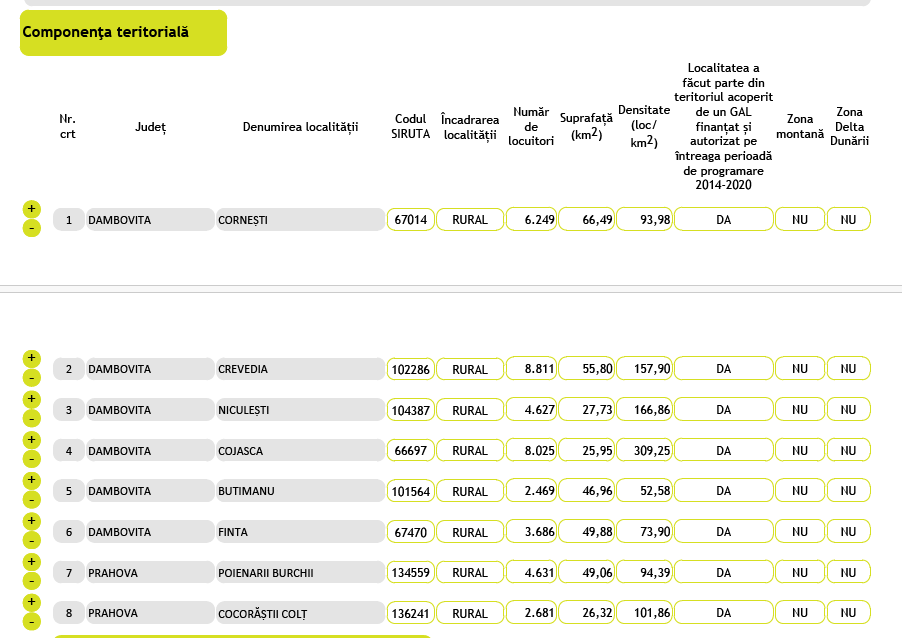 Componenţa teritorială
Nr. crt Județ Denumirea localității Codul SIRUTA Încadrarea localității Număr de locuitori Suprafață (km2) Densitate (loc/ km2) Localitatea a făcut parte din teritoriul acoperit de un GAL finanțat și autorizat pe întreaga perioadă de programare 2014-2020 Zona montană Zona Delta Dunării
+
-
1 DAMBOVITA CORNEȘTI 67014 RURAL 6.249 66,49 93,98 DA NU NU
+
-
2 DAMBOVITA CREVEDIA 102286 RURAL 8.811 55,80 157,90 DA NU NU
+
-
3 DAMBOVITA NICULEȘTI 104387 RURAL 4.627 27,73 166,86 DA NU NU
+
-
4 DAMBOVITA COJASCA 66697 RURAL 8.025 25,95 309,25 DA NU NU
+
-
5 DAMBOVITA BUTIMANU 101564 RURAL 2.469 46,96 52,58 DA NU NU
+
-
6 DAMBOVITA FINTA 67470 RURAL 3.686 49,88 73,90 DA NU NU
+
-
7 PRAHOVA POIENARII BURCHII 134559 RURAL 4.631 49,06 94,39 DA NU NU
+
-
8 PRAHOVA COCORĂȘTII COLȚ 136241 RURAL 2.681 26,32 101,86 DA NU NU